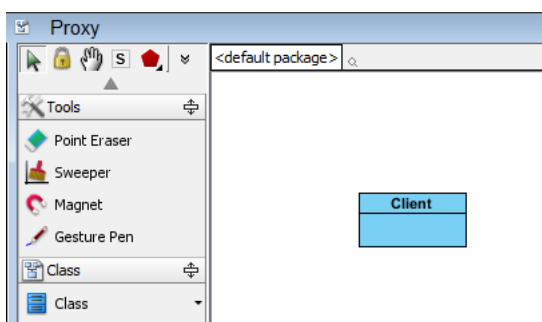 Proxy
S
<default package>
Tools
Point Eraser
Sweeper
Magnet
Gesture Pen
Class
Class
Client